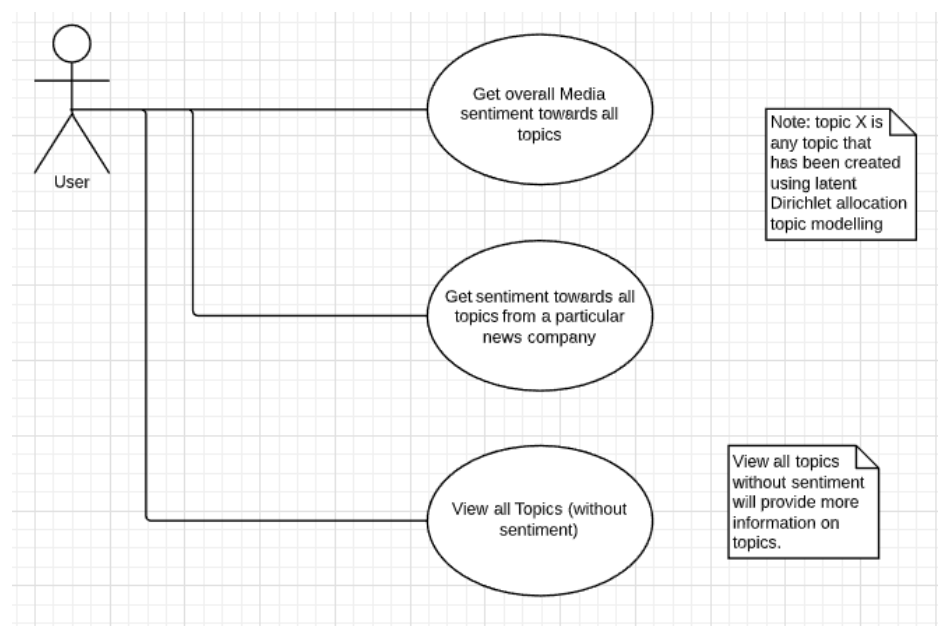 User
Get overall Media
sentiment towards all
topics
Note: topic X is
any topic that
has been created
using latent
Dirichlet allocation
topic modelling
Get sentiment towards all
topics from a particular
news company
View all Topics (without
sentiment)
View all topics
without sentiment
will provide more
information on
topics.